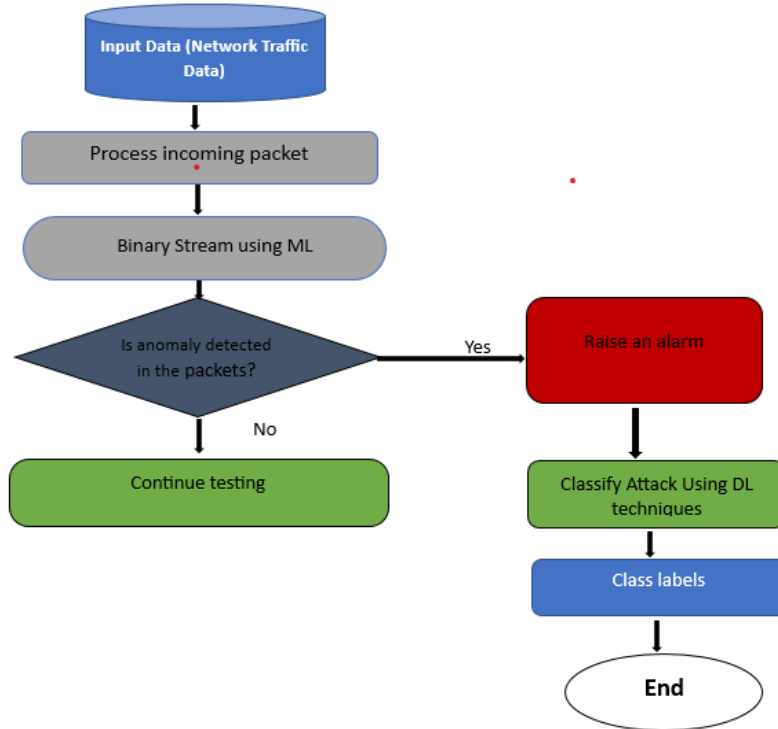 Input Data (Network Traffic
Data)
Process incoming packet
Binary Stream using ML
Is anomaly detected
in the packets?
Yes
Raise an alarm
No
Continue testing
Classify Attack Using DL
techniques
Class labels
End